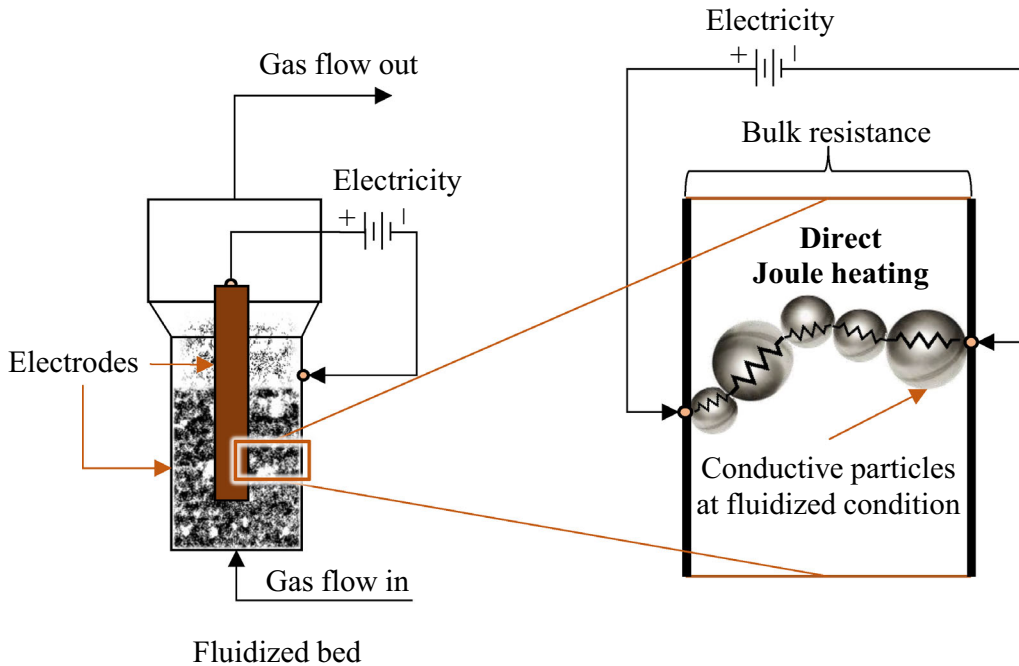 Gas flow out
Electricity
+ −
Electrodes
Gas flow in
Fluidized bed
Electricity
+ −
Bulk resistance
Direct
Joule heating
Conductive particles
at fluidized condition